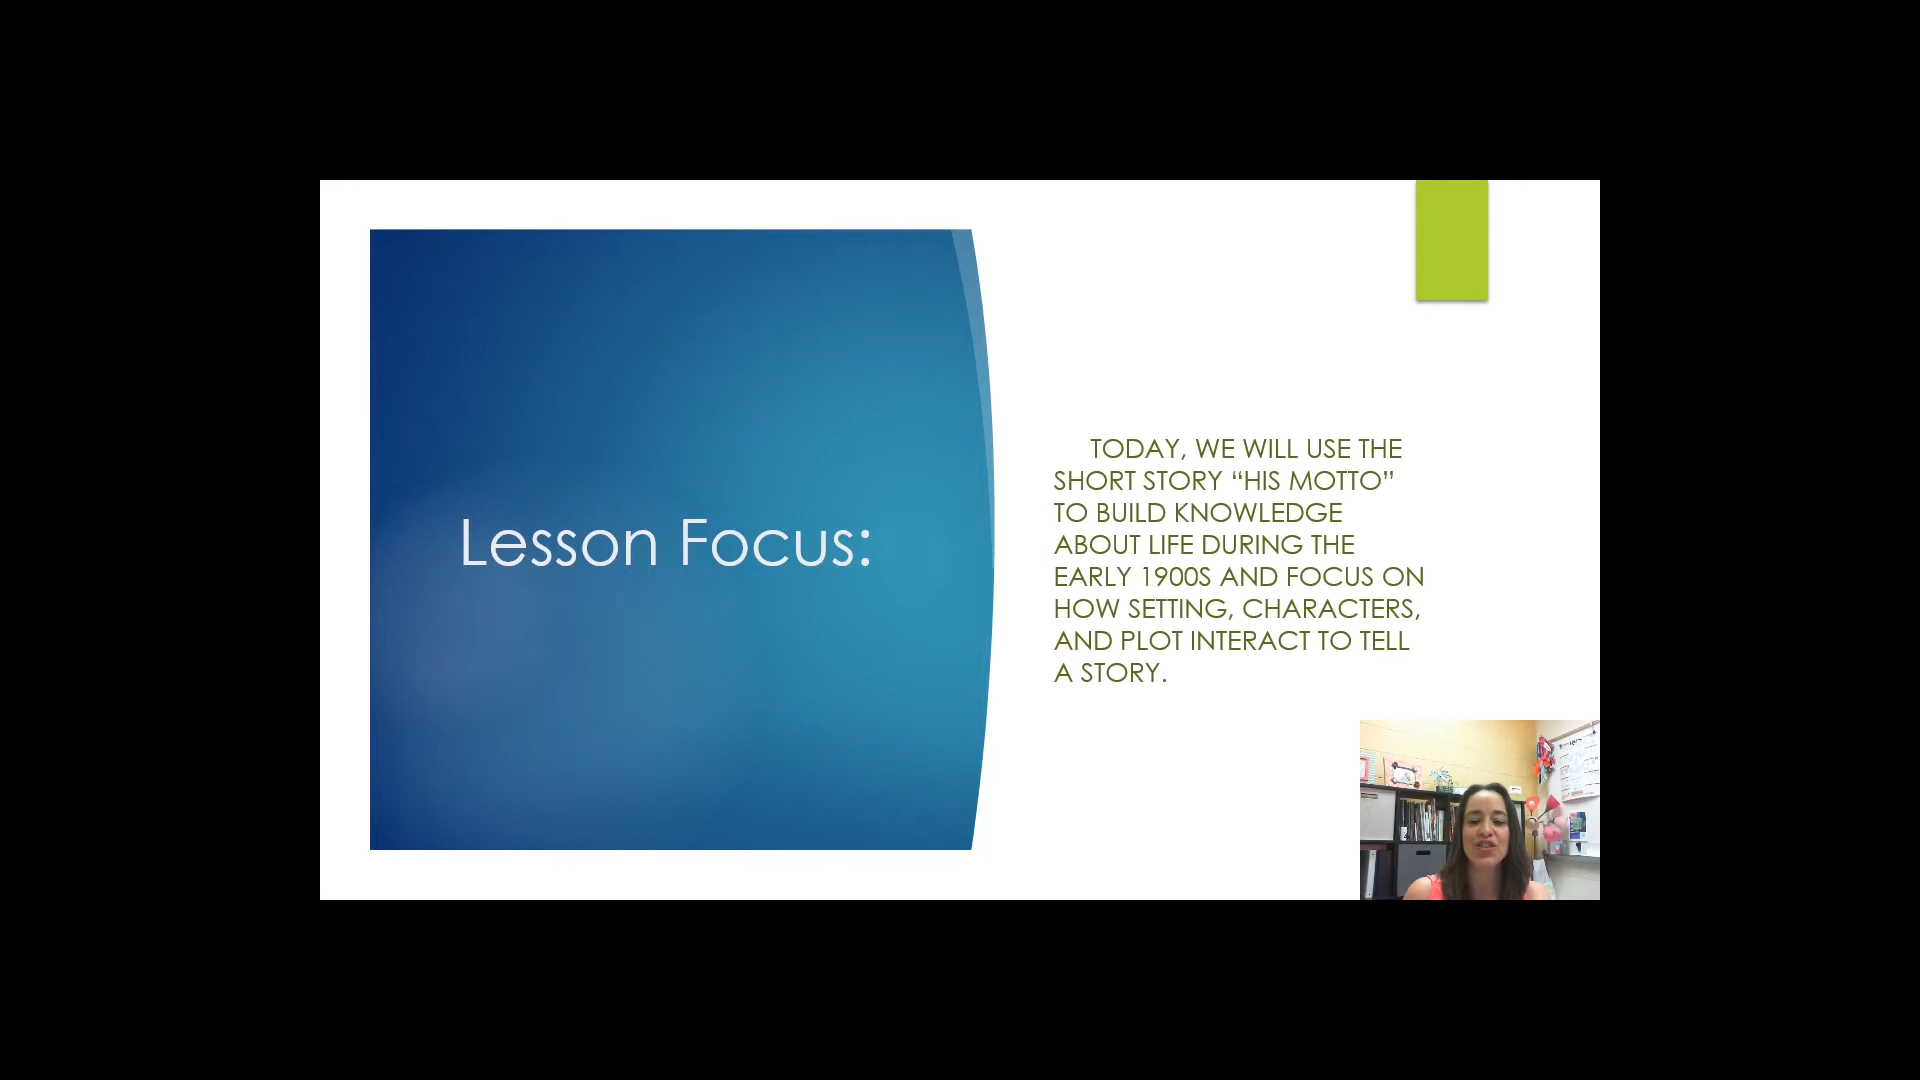 Lesson Focus:
TODAY, WE WILL USE THE
SHORT STORY “HIS MOTTO”
TO BUILD KNOWLEDGE
ABOUT LIFE DURING THE
EARLY 1900S AND FOCUS ON
HOW SETTING, CHARACTERS,
AND PLOT INTERACT TO TELL
A STORY.